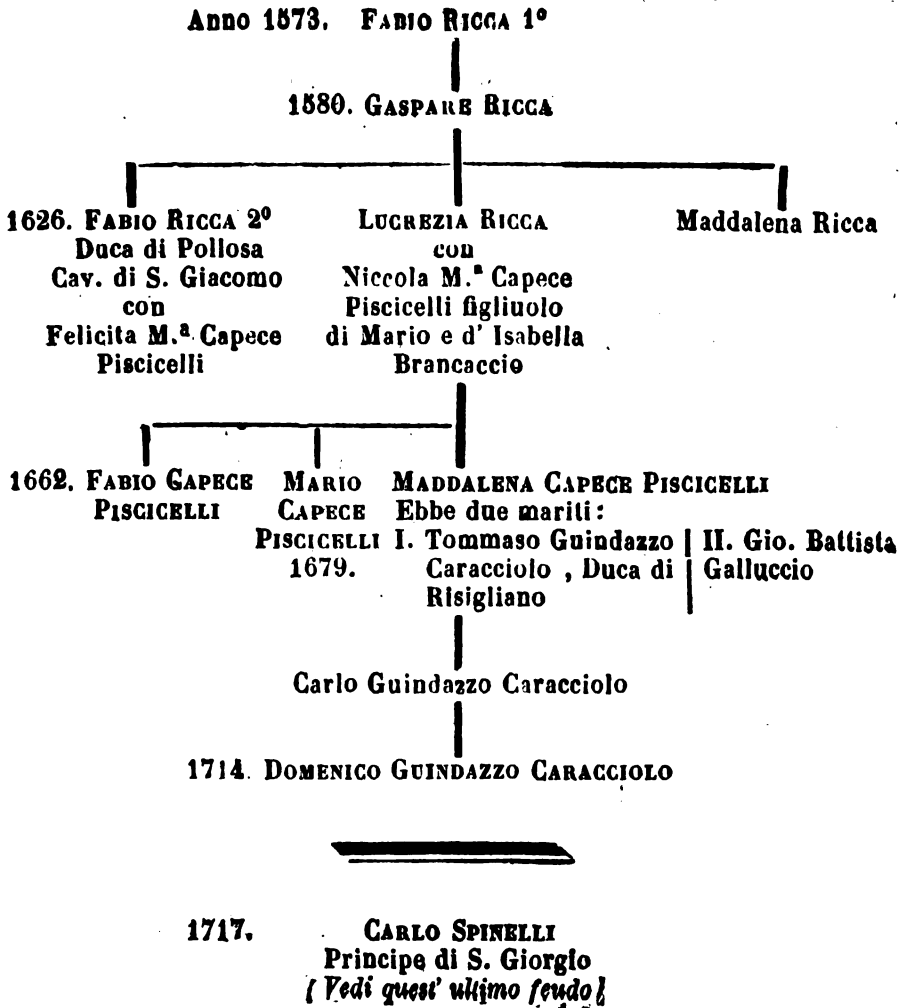 Anno 1573. FABIO RICCA 1º
1580. GASPARE RICCA
1626. FABIO RICCA 2º
Duca di Pollosa
Cav. di S. Giacomo
con
Felicita M.ª Capece
Piscicelli
LUCREZIA RICCA
con
Niccola M.ª Capece
Piscicelli figliuolo
di Mario e d' Isabella
Brancaccio
Maddalena Ricca
1662. FABIO CAPECE
PISCICELLI
MARIO
CAPECE
PISCICELLI
1679.
MADDALENA CAPECE PISCICELLI
Ebbe due mariti:
I. Tommaso Guindazzo
Caracciolo , Duca di
Risigliano
II. Gio. Battista
Galluccio
Carlo Guindazzo Caracciolo
1714. DOMENICO GUINDAZZO CARACCIOLO
1717. CARLO SPINELLI
Principe di S. Giorgio
( Vedi quest' ultimo feudo)